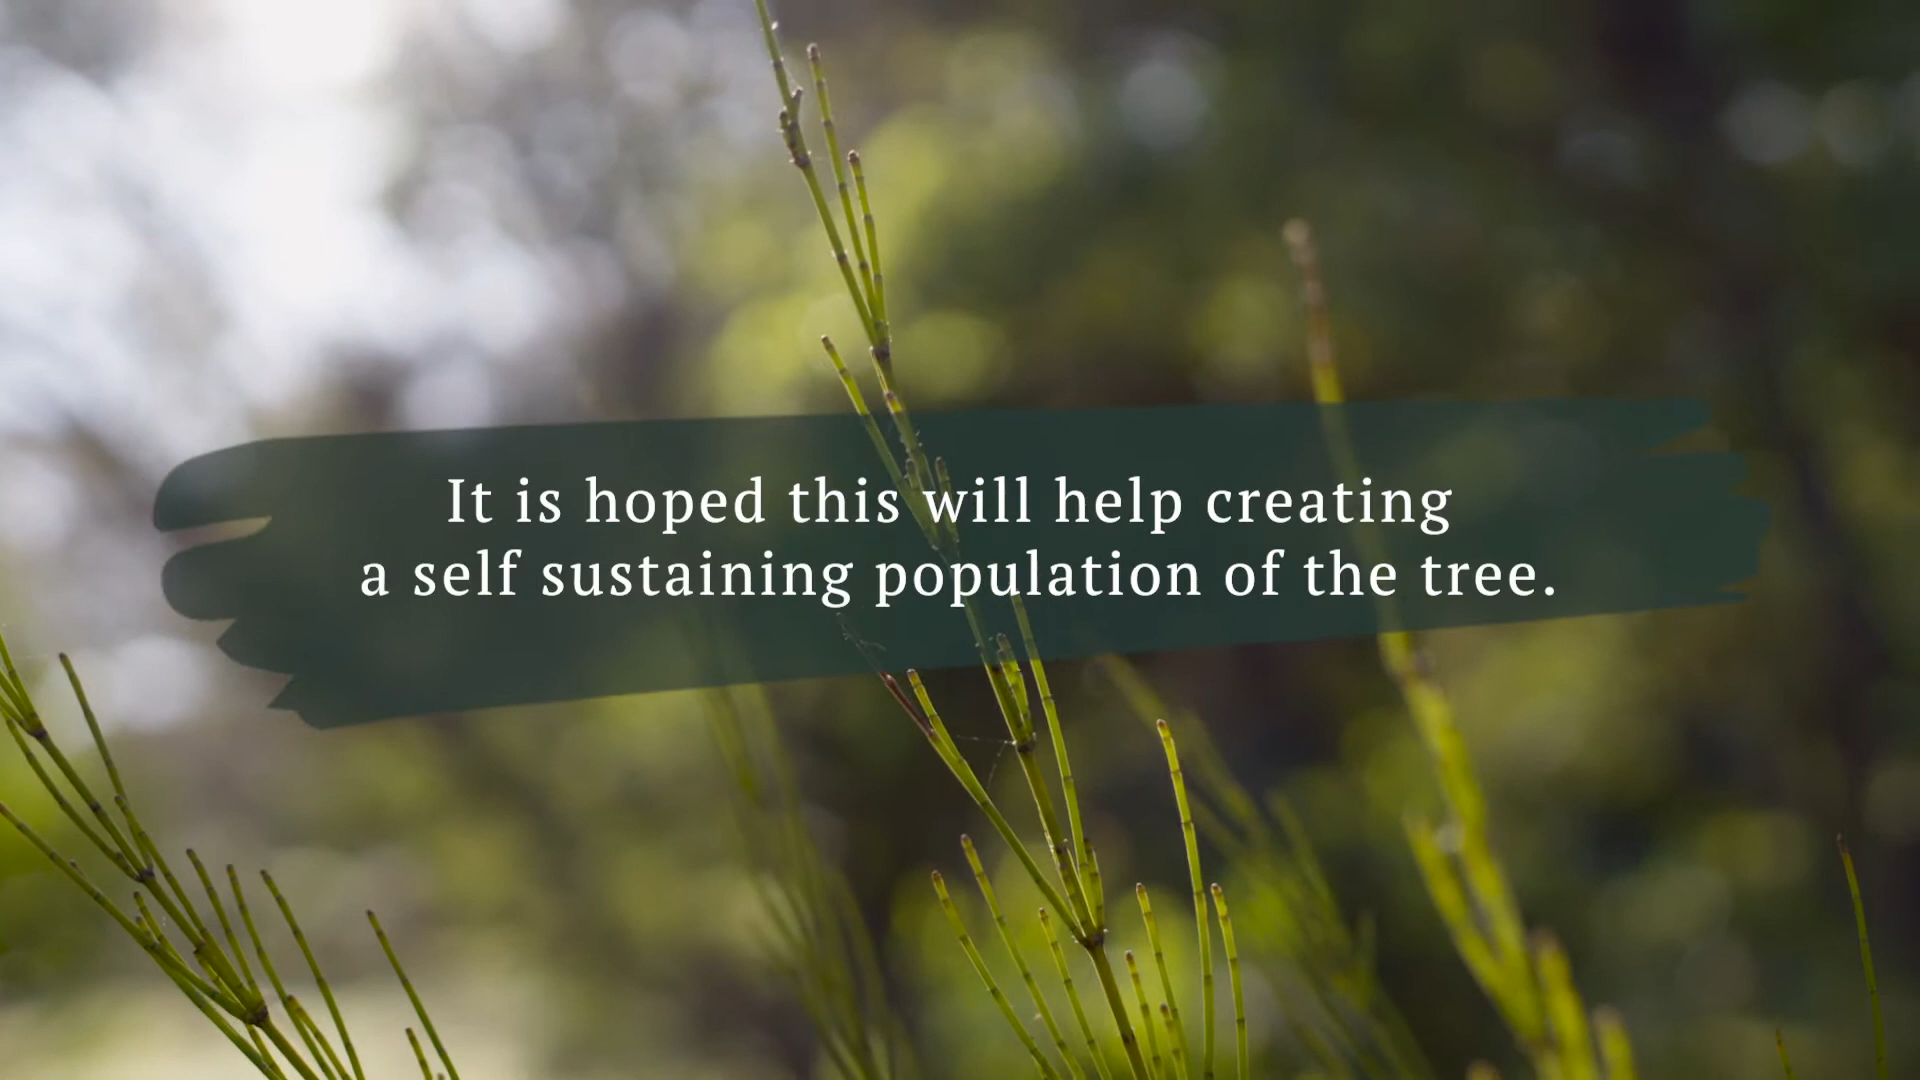 It is hoped this will help creating
a self sustaining population of the tree.